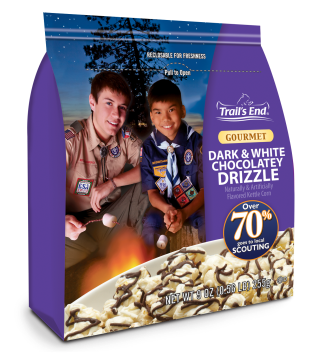 RECLOSABLE FOR FRESHNESS
Pull to Open
Trail's End®
GOURMET
DARK & WHITE
CHOCOLATEY
DRIZZLE
Naturally & Artificially
Flavored Kettle Corn
Over
70%
goes to local
SCOUTING
NET WT 9 OZ (0.56 LB) 255g